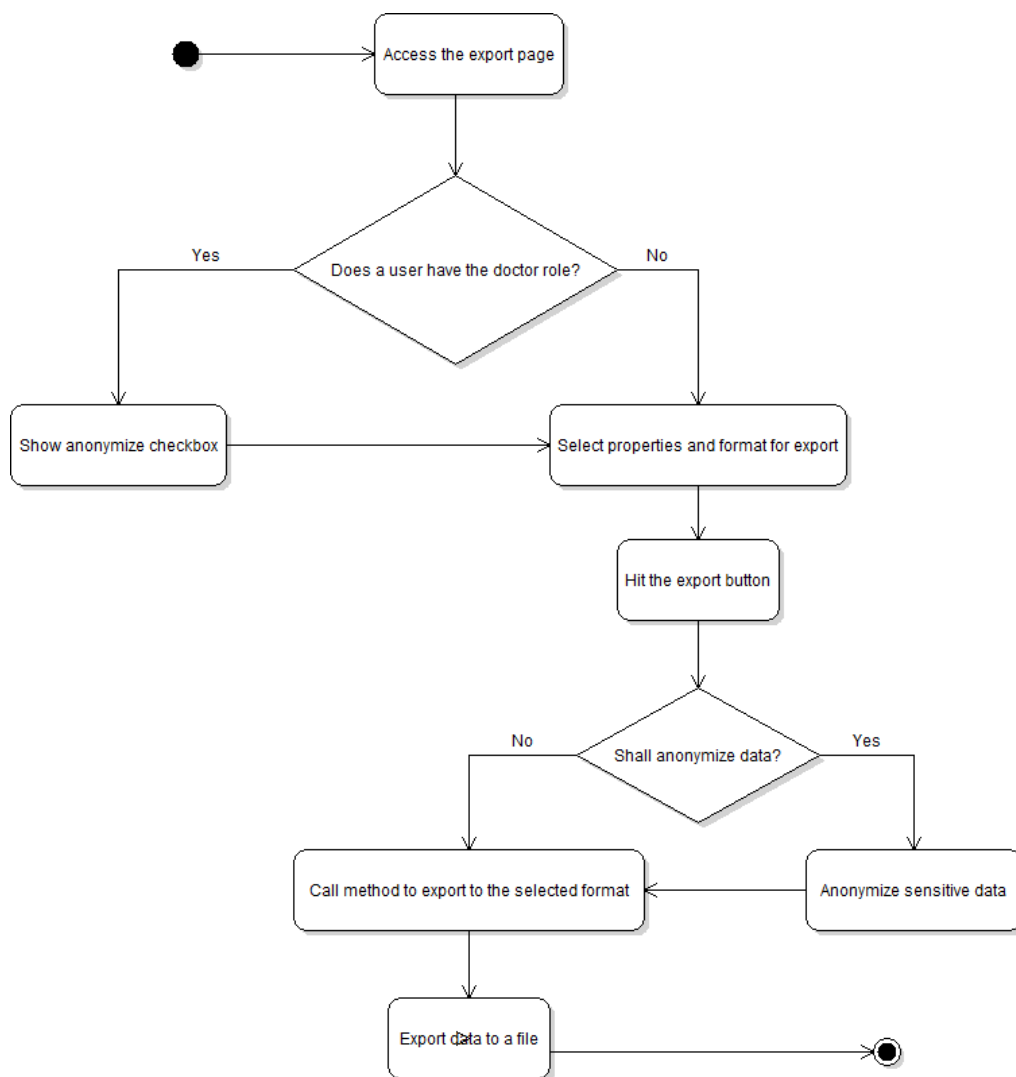 Access the export page
Yes
No
Does a user have the doctor role?
Show anonymize checkbox
Select properties and format for export
Hit the export button
No
Yes
Shall anonymize data?
Call method to export to the selected format
Anonymize sensitive data
Export data to a file